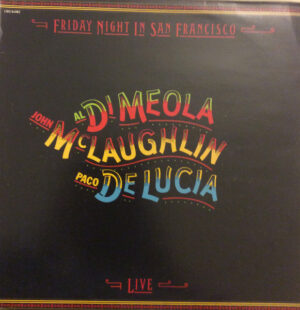 FRIDAY NIGHT IN SAN FRANCISCO
AL DI MEOLA
JOHN MCLAUGHLIN
PACO DE LUCIA
LIVE